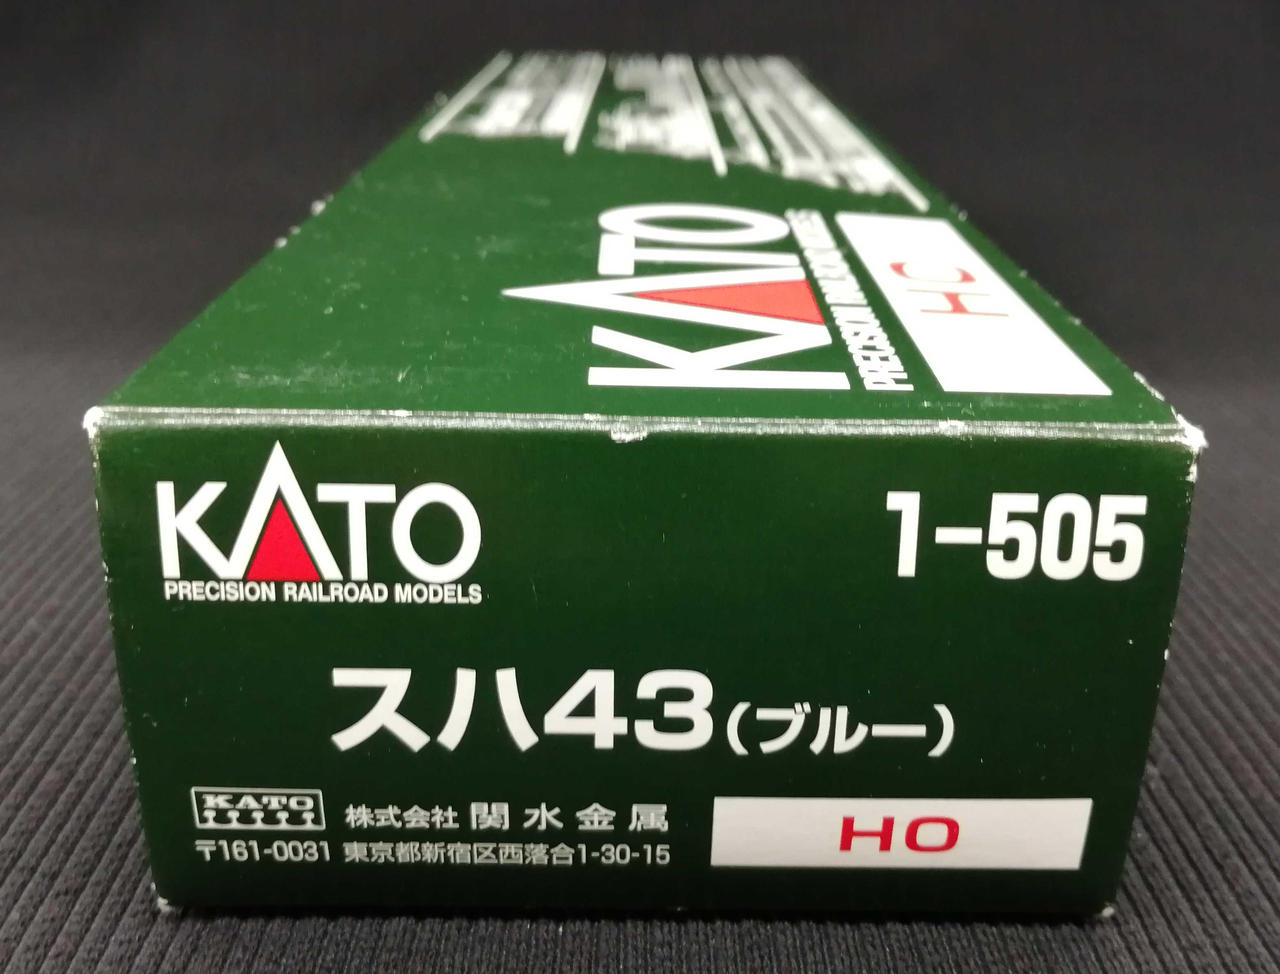 KATO
PRECISION RAILROAD MODELS
HO
KATO
PRECISION RAILROAD MODELS
1-505
スハ43(ブルー)
KATO
株式会社 関水金属
〒161-0031 東京都新宿区西落合1-30-15
HO